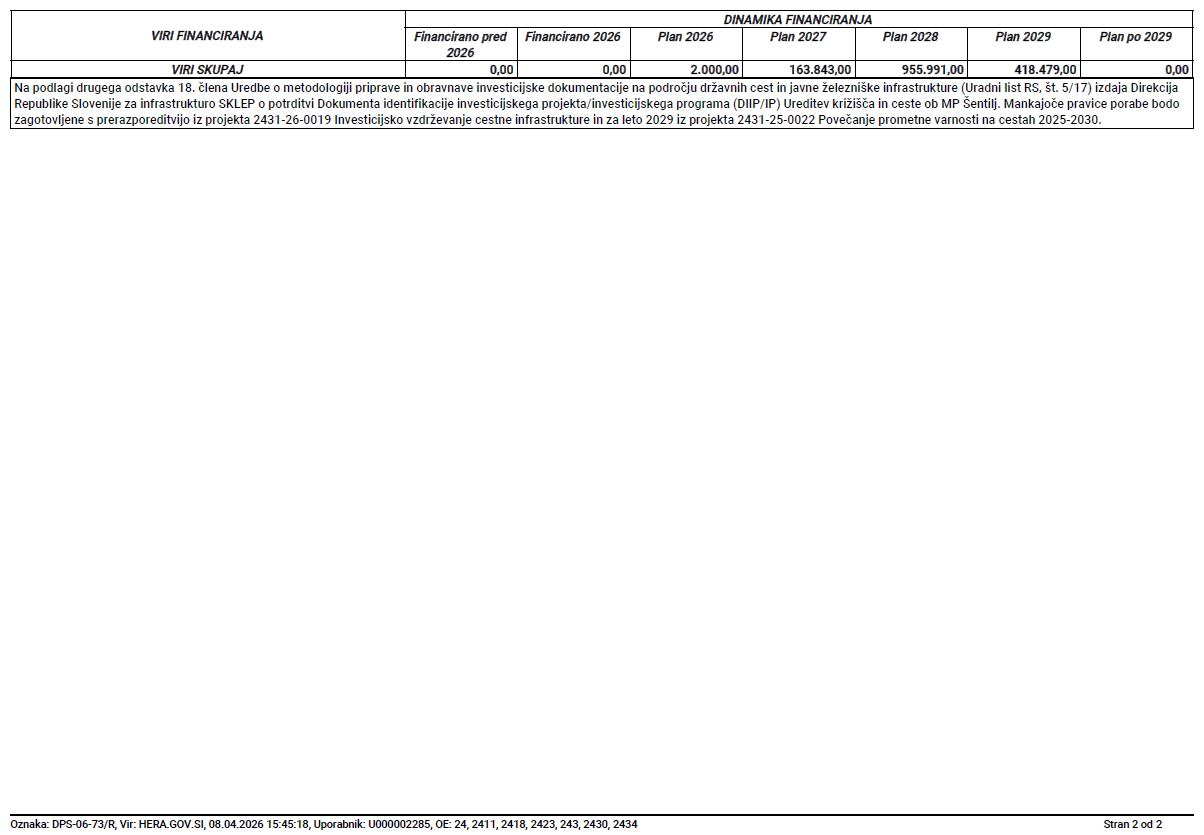 VIRI FINANCIRANJA
DINAMIKA FINANCIRANJA
Financirano pred 2026
Financirano 2026
Plan 2026
Plan 2027
Plan 2028
Plan 2029
Plan po 2029
VIRI SKUPAJ 0,00 0,00 2.000,00 163.843,00 955.991,00 418.479,00 0,00
Na podlagi drugega odstavka 18. člena Uredbe o metodologiji priprave in obravnave investicijske dokumentacije na področju državnih cest in javne železniške infrastrukture (Uradni list RS, št. 5/17) izdaja Direkcija
Republike Slovenije za infrastrukturo SKLEP o potrditvi Dokumenta identifikacije investicijskega projekta/investicijskega programa (DIIP/IP) Ureditev križišča in ceste ob MP Šentilj. Mankajoče pravice porabe bodo
zagotovljene s prerazporeditvijo iz projekta 2431-26-0019 Investicijsko vzdrževanje cestne infrastrukture in za leto 2029 iz projekta 2431-25-0022 Povečanje prometne varnosti na cestah 2025-2030.
Oznaka: DPS-06-73/R, Vir: HERA.GOV.SI, 08.04.2026 15:45:18, Uporabnik: U000002285, OE: 24, 2411, 2418, 2423, 243, 2430, 2434
Stran 2 od 2